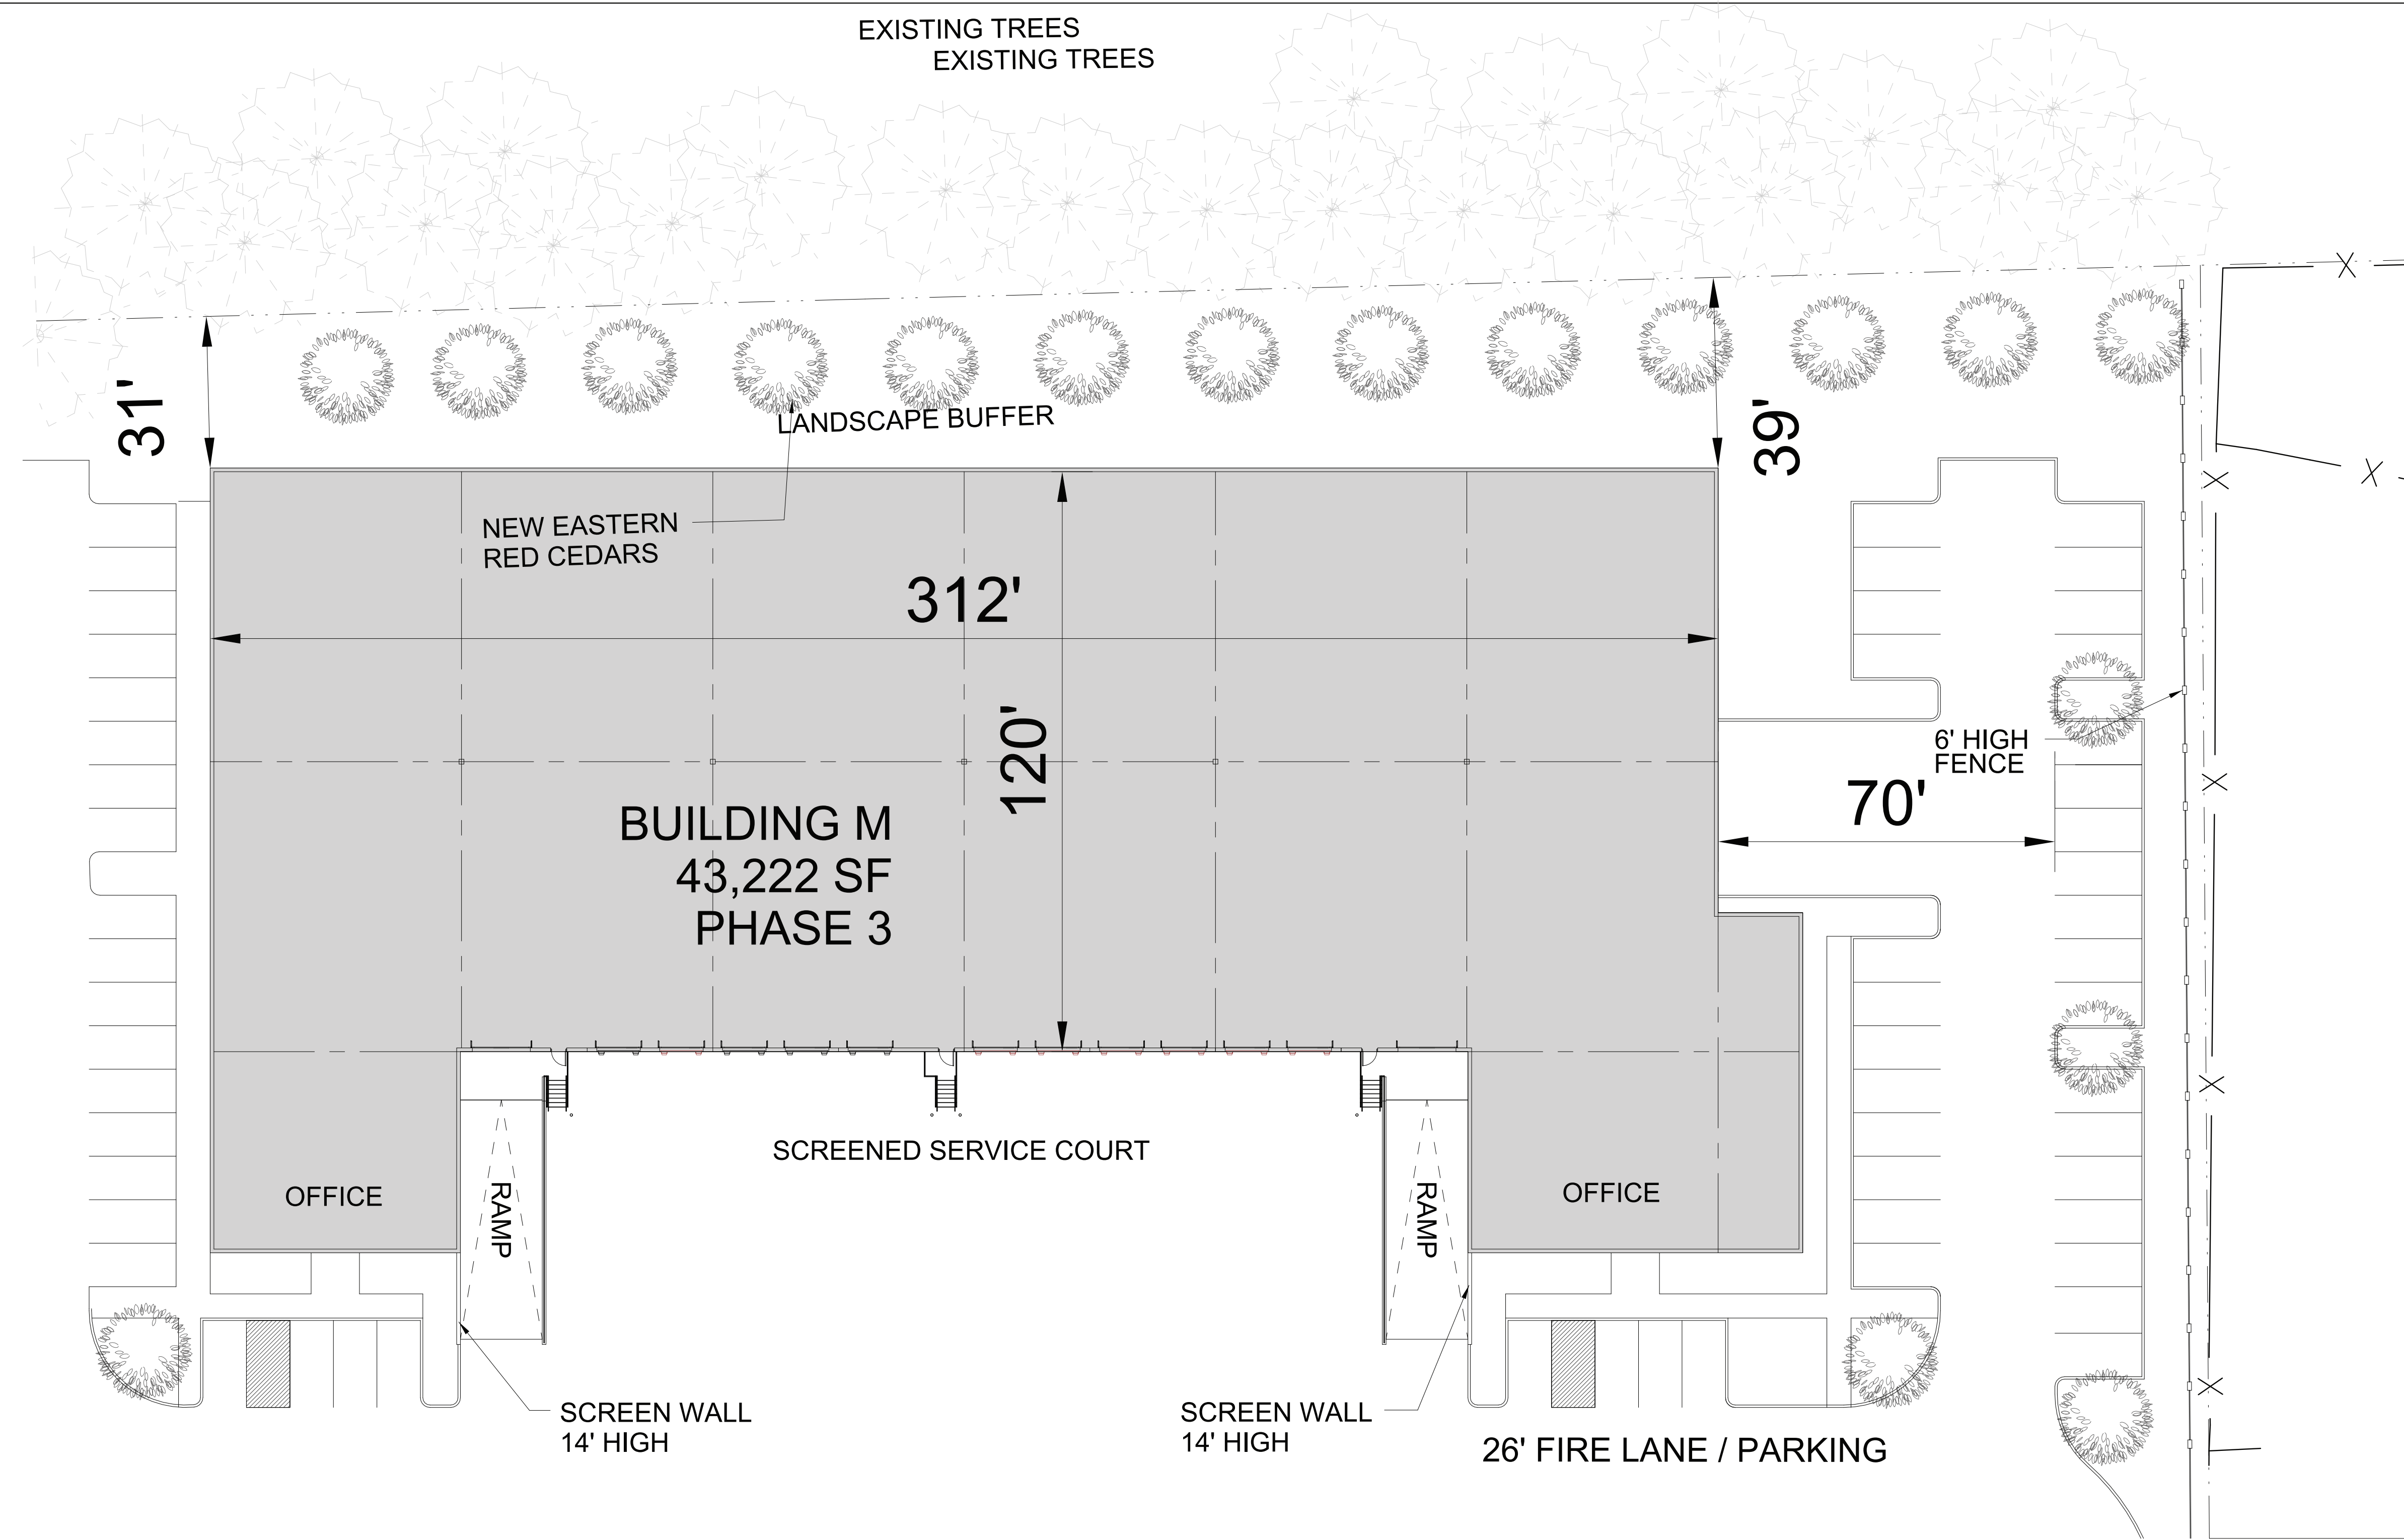 EXISTING TREES
EXISTING TREES
31'
39'
LANDSCAPE BUFFER
NEW EASTERN
RED CEDARS
312'
120'
6' HIGH
FENCE
70'
BUILDING M
43,222 SF
PHASE 3
SCREENED SERVICE COURT
OFFICE
RAMP
RAMP
OFFICE
SCREEN WALL
14' HIGH
SCREEN WALL
14' HIGH
26' FIRE LANE / PARKING